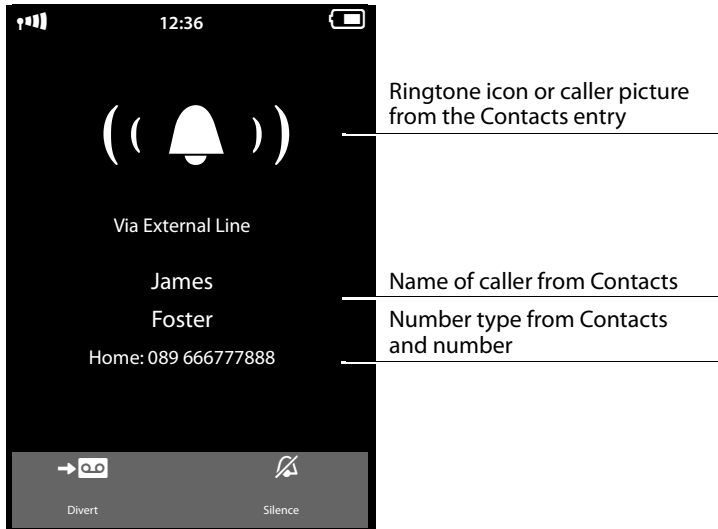 12:36
Ringtone icon or caller picture
from the Contacts entry
Via External Line
James
Name of caller from Contacts
Foster
Number type from Contacts
and number
Home: 089 666777888
Divert
Silence